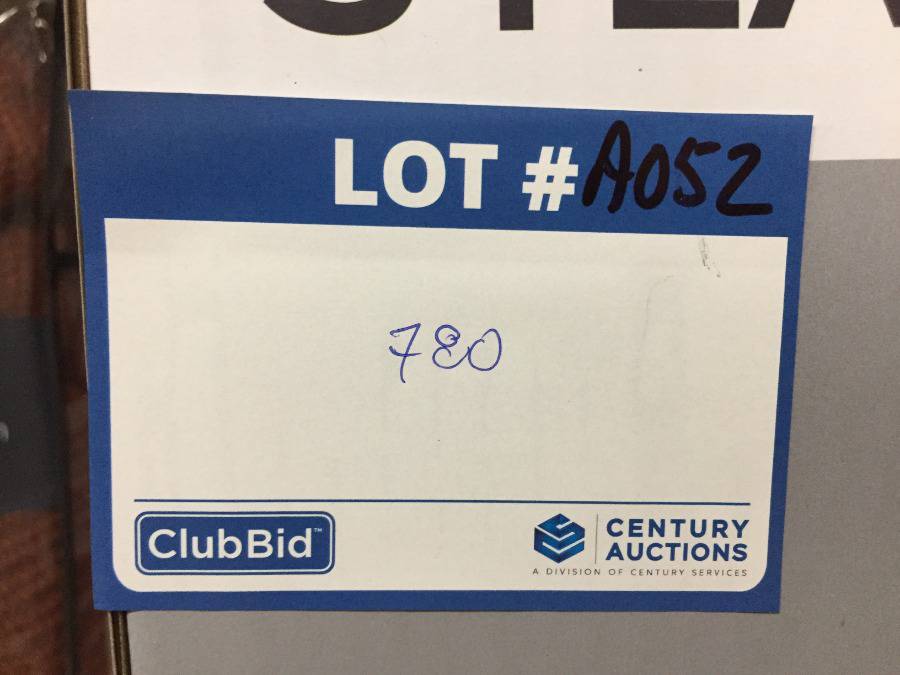 LOT #A052
780
ClubBid™
CENTURY
AUCTIONS
A DIVISION OF CENTURY SERVICES